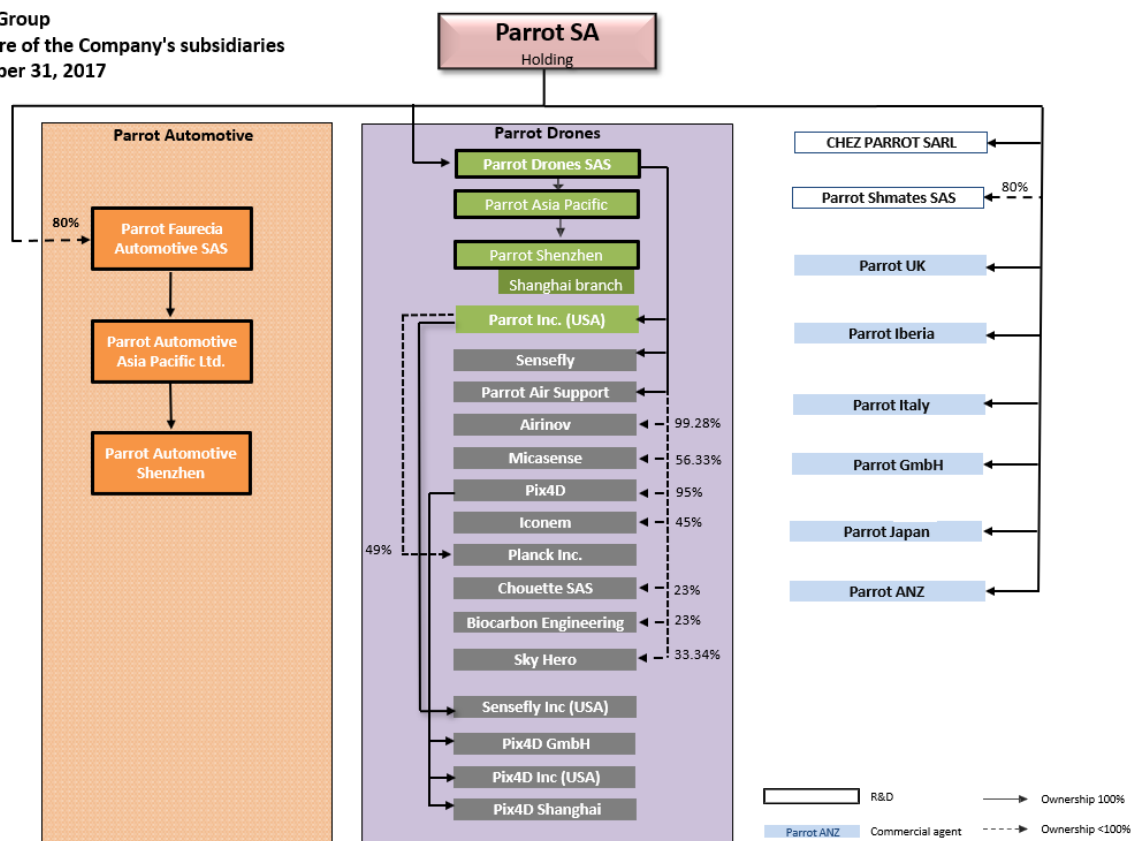 Group
re of the Company's subsidiaries
ber 31, 2017
Parrot SA
Holding
Parrot Automotive
80%
Parrot Faurecia
Automotive SAS
Parrot Automotive
Asia Pacific Ltd.
Parrot Automotive
Shenzhen
Parrot Drones
Parrot Drones SAS
Parrot Asia Pacific
Parrot Shenzhen
Shanghai branch
Parrot Inc. (USA)
Sensefly
Parrot Air Support
Airinov
99.28%
Micasense
56.33%
Pix4D
95%
Iconem
45%
49%
Planck Inc.
Chouette SAS
23%
Biocarbon Engineering
23%
Sky Hero
33.34%
Sensefly Inc (USA)
Pix4D GmbH
Pix4D Inc (USA)
Pix4D Shanghai
CHEZ PARROT SARL
Parrot Shmates SAS
80%
Parrot UK
Parrot Iberia
Parrot Italy
Parrot GmbH
Parrot Japan
Parrot ANZ
R&D
Ownership 100%
Parrot ANZ
Commercial agent
Ownership <100%